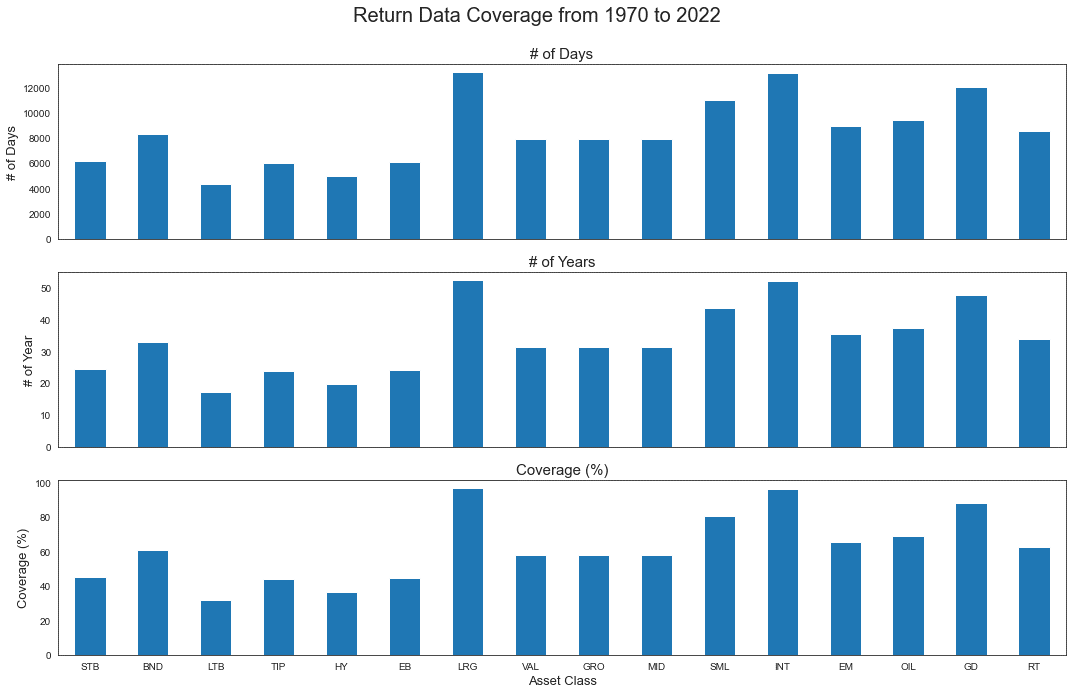 Return Data Coverage from 1970 to 2022
# of Days
# of Days
12000
10000
8000
6000
4000
2000
0
# of Years
# of Year
50
40
30
20
10
0
Coverage (%)
Coverage (%)
100
80
60
40
20
0
STB BND LTB TIP HY EB LRG VAL GRO MID SML INT EM OIL GD RT
Asset Class